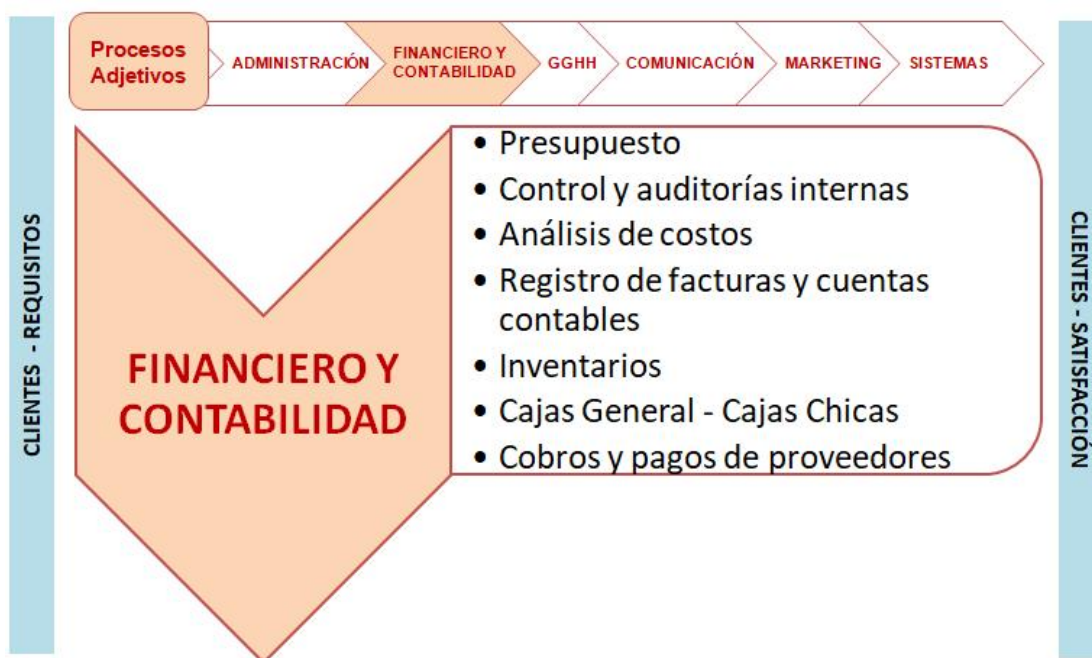 Procesos
Adjetivos
ADMINISTRACIÓN
FINANCIERO Y
CONTABILIDAD
GGHH
COMUNICACIÓN
MARKETING
SISTEMAS
CLIENTES - REQUISITOS
FINANCIERO Y
CONTABILIDAD
• Presupuesto
• Control y auditorías internas
• Análisis de costos
• Registro de facturas y cuentas
contables
• Inventarios
• Cajas General - Cajas Chicas
• Cobros y pagos de proveedores
CLIENTES - SATISFACCIÓN